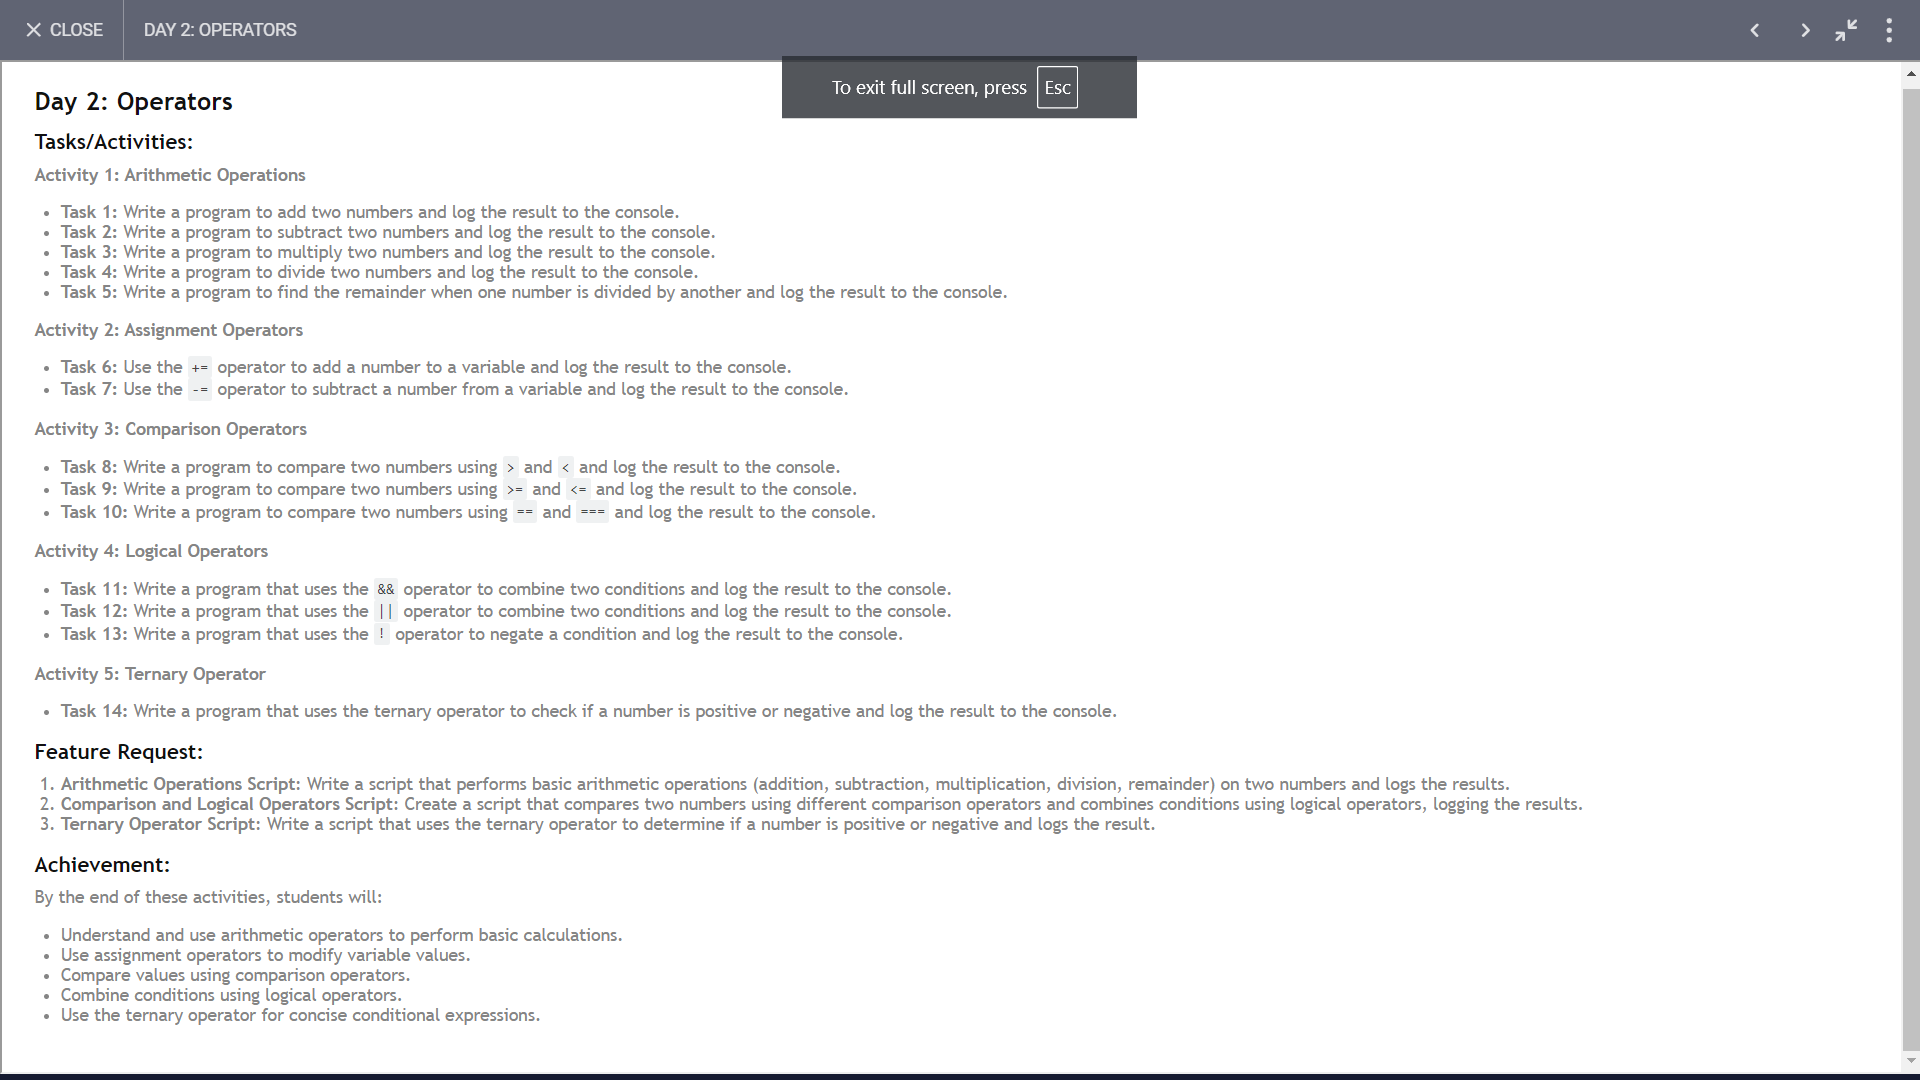 CLOSE DAY 2: OPERATORS
To exit full screen, press Esc
Day 2: Operators
Tasks/Activities:
Activity 1: Arithmetic Operations
• Task 1: Write a program to add two numbers and log the result to the console.
• Task 2: Write a program to subtract two numbers and log the result to the console.
• Task 3: Write a program to multiply two numbers and log the result to the console.
• Task 4: Write a program to divide two numbers and log the result to the console.
• Task 5: Write a program to find the remainder when one number is divided by another and log the result to the console.
Activity 2: Assignment Operators
• Task 6: Use the += operator to add a number to a variable and log the result to the console.
• Task 7: Use the -= operator to subtract a number from a variable and log the result to the console.
Activity 3: Comparison Operators
• Task 8: Write a program to compare two numbers using > and < and log the result to the console.
• Task 9: Write a program to compare two numbers using >= and <= and log the result to the console.
• Task 10: Write a program to compare two numbers using == and === and log the result to the console.
Activity 4: Logical Operators
• Task 11: Write a program that uses the && operator to combine two conditions and log the result to the console.
• Task 12: Write a program that uses the || operator to combine two conditions and log the result to the console.
• Task 13: Write a program that uses the ! operator to negate a condition and log the result to the console.
Activity 5: Ternary Operator
• Task 14: Write a program that uses the ternary operator to check if a number is positive or negative and log the result to the console.
Feature Request:
1. Arithmetic Operations Script: Write a script that performs basic arithmetic operations (addition, subtraction, multiplication, division, remainder) on two numbers and logs the results.
2. Comparison and Logical Operators Script: Create a script that compares two numbers using different comparison operators and combines conditions using logical operators, logging the results.
3. Ternary Operator Script: Write a script that uses the ternary operator to determine if a number is positive or negative and logs the result.
Achievement:
By the end of these activities, students will:
• Understand and use arithmetic operators to perform basic calculations.
• Use assignment operators to modify variable values.
• Compare values using comparison operators.
• Combine conditions using logical operators.
• Use the ternary operator for concise conditional expressions.